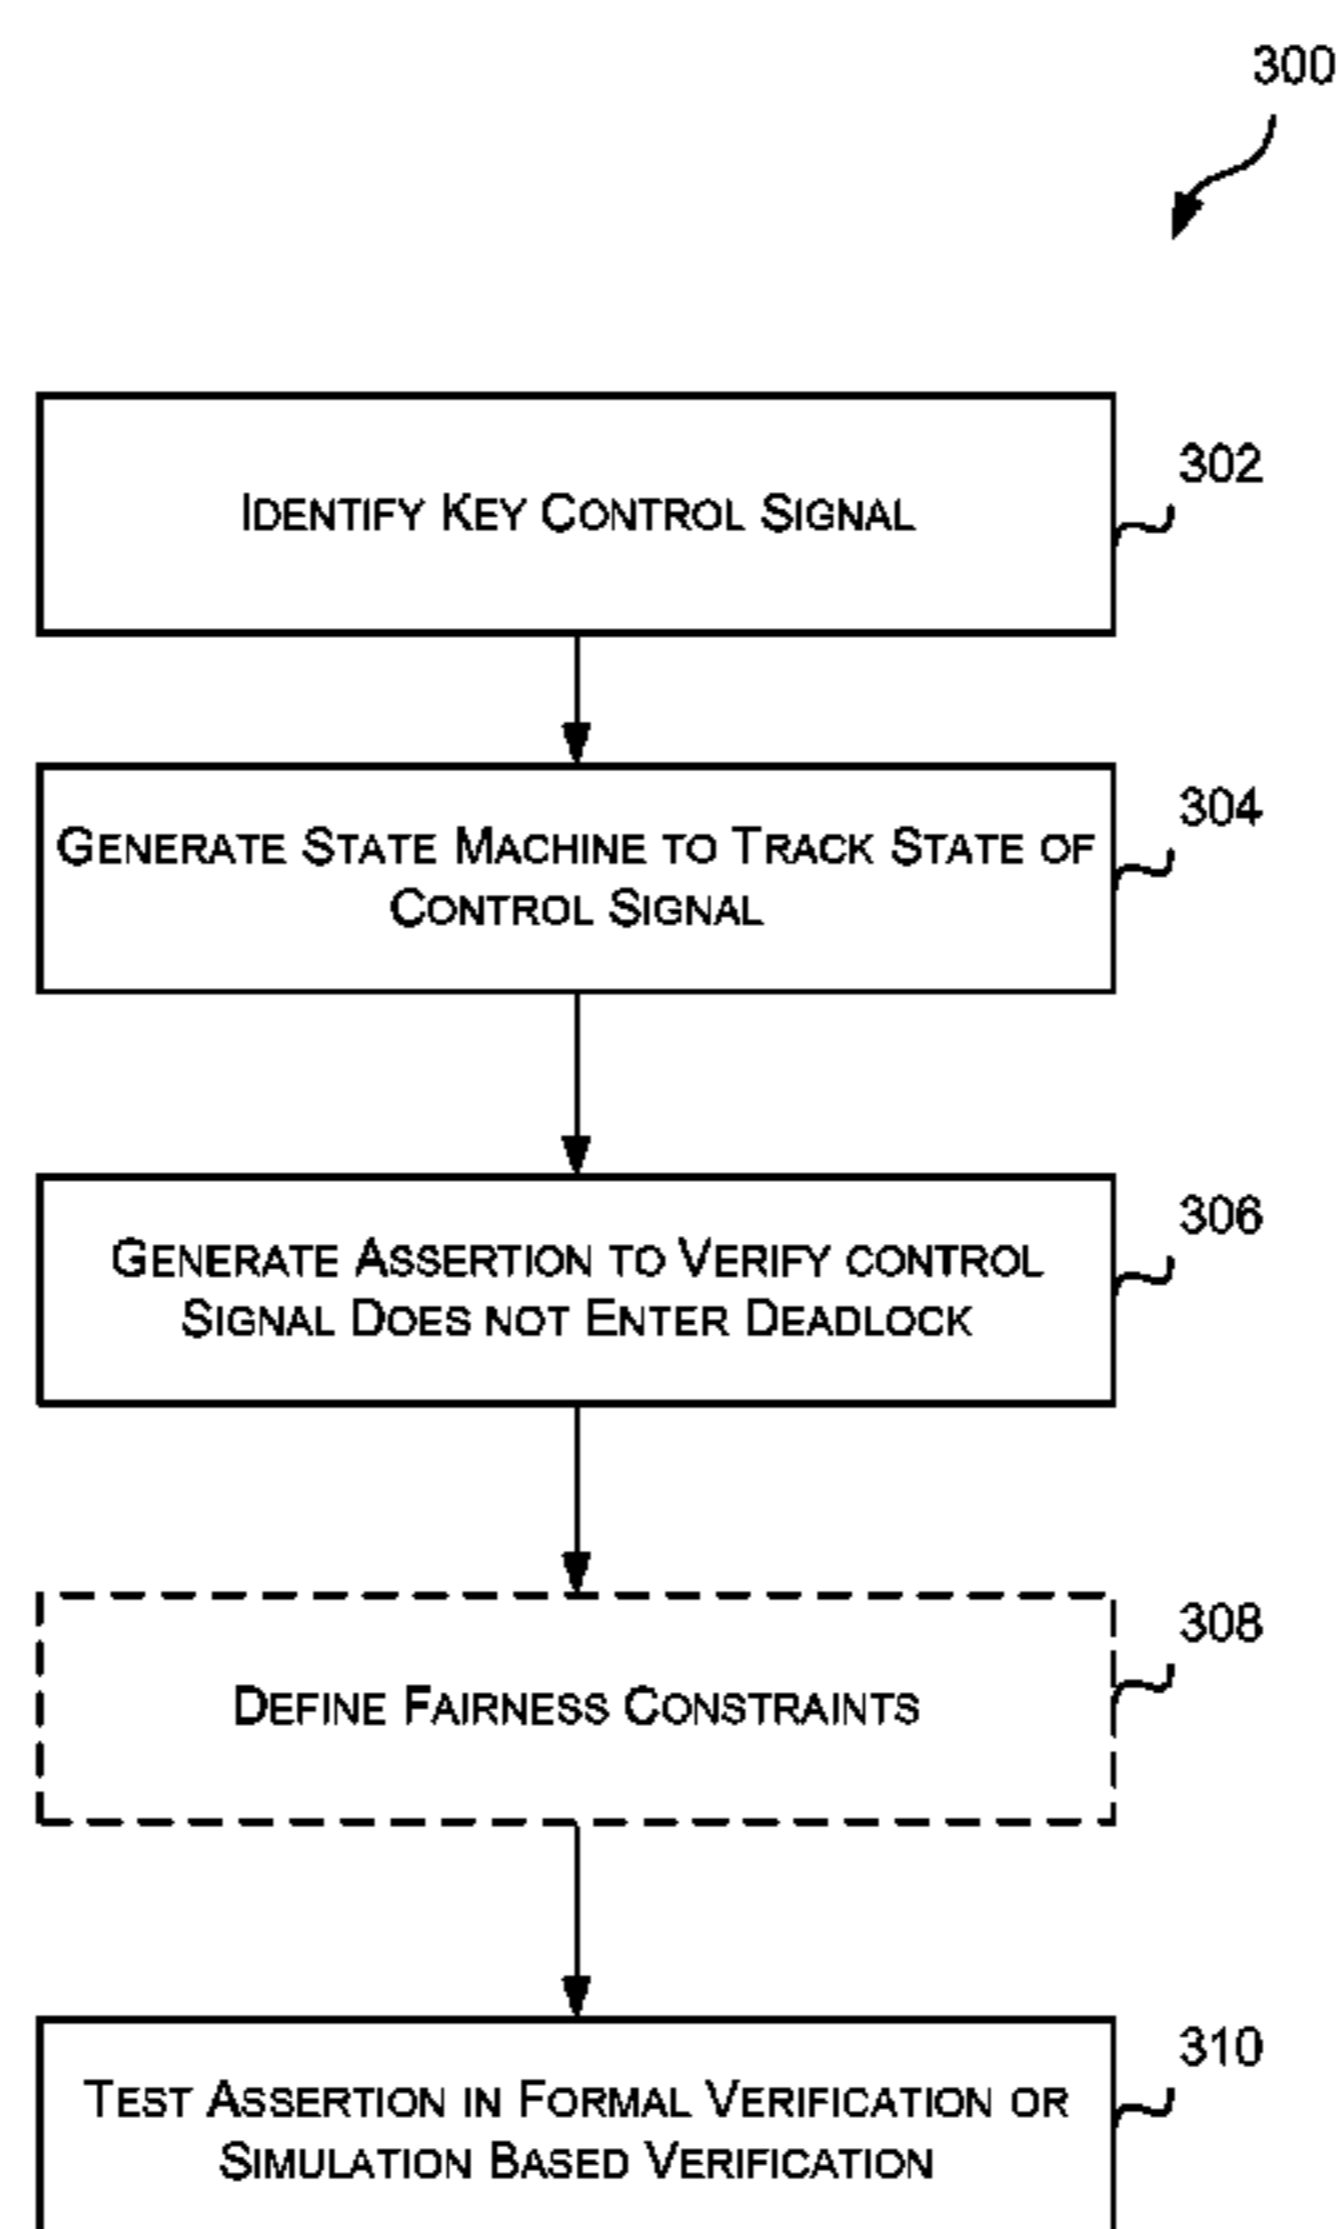 300
IDENTIFY KEY CONTROL SIGNAL
302
GENERATE STATE MACHINE TO TRACK STATE OF
CONTROL SIGNAL
304
GENERATE ASSERTION TO VERIFY CONTROL
SIGNAL DOES NOT ENTER DEADLOCK
306
DEFINE FAIRNESS CONSTRAINTS
308
TEST ASSERTION IN FORMAL VERIFICATION OR
SIMULATION BASED VERIFICATION
310